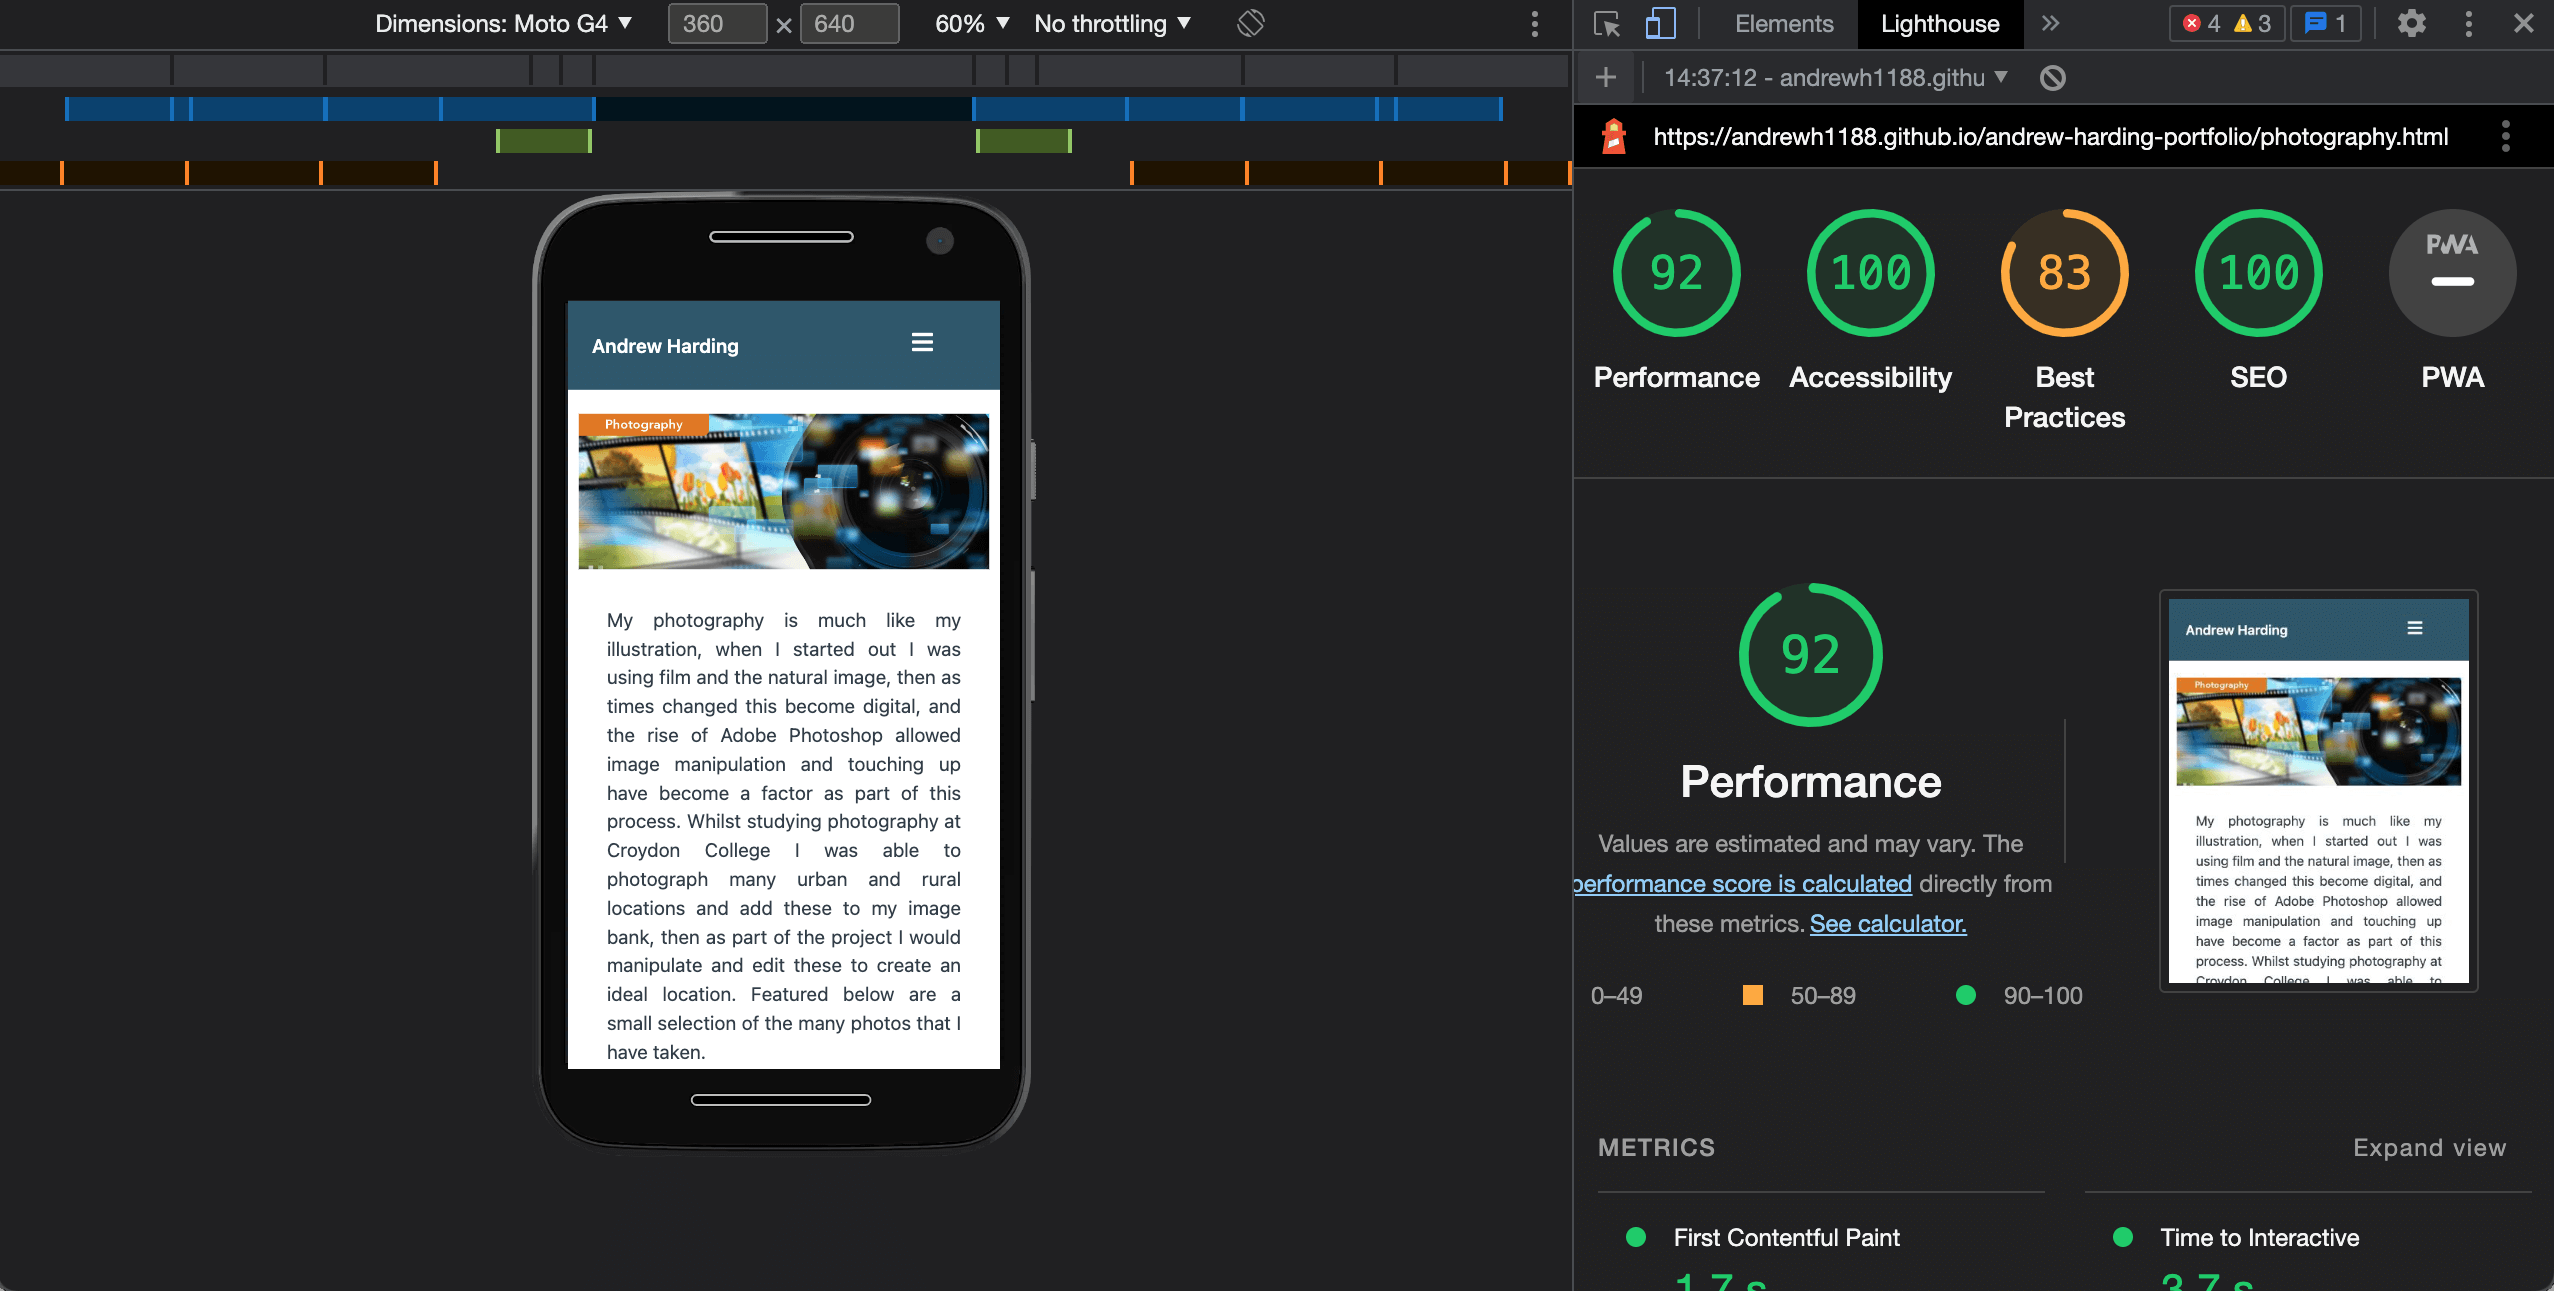 Dimensions: Moto G4 ▼ 360 × 640 60% ▼ No throttling ▼
Elements Lighthouse » 4 3 1
14:37:12 - andrewh1188.githu ▼
https://andrewh1188.github.io/andrew-harding-portfolio/photography.html
92 Performance
100 Accessibility
83 Best Practices
100 SEO
PWA PWA
Andrew Harding
Photography
My photography is much like my
illustration, when I started out I was
using film and the natural image, then as
times changed this become digital, and
the rise of Adobe Photoshop allowed
image manipulation and touching up
have become a factor as part of this
process. Whilst studying photography at
Croydon College I was able to
photograph many urban and rural
locations and add these to my image
bank, then as part of the project I would
manipulate and edit these to create an
ideal location. Featured below are a
small selection of the many photos that I
have taken.
92
Performance
Values are estimated and may vary. The
performance score is calculated directly from
these metrics. See calculator.
0–49 50–89 90–100
Andrew Harding
Photography
My photography is much like my
illustration, when I started out I was
using film and the natural image, then as
times changed this become digital, and
the rise of Adobe Photoshop allowed
image manipulation and touching up
have become a factor as part of this
process. Whilst studying photography at
Croydon College I was able to
METRICS
Expand view
First Contentful Paint
1.7 s
Time to Interactive
3.7 s